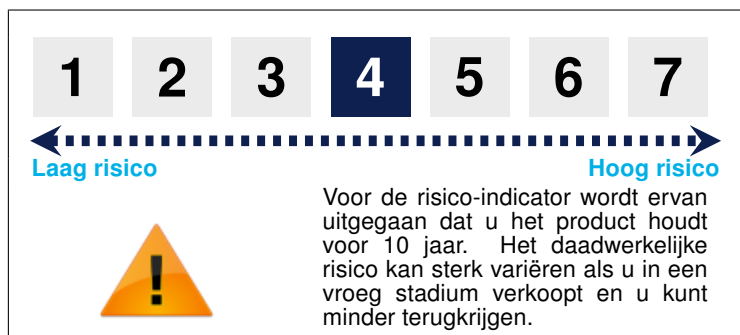 1 2 3 4 5 6 7
Laag risico Hoog risico
Voor de risico-indicator wordt ervan
uitgegaan dat u het product houdt
voor 10 jaar. Het daadwerkelijke
risico kan sterk variëren als u in een
vroeg stadium verkoopt en u kunt
minder terugkrijgen.
!